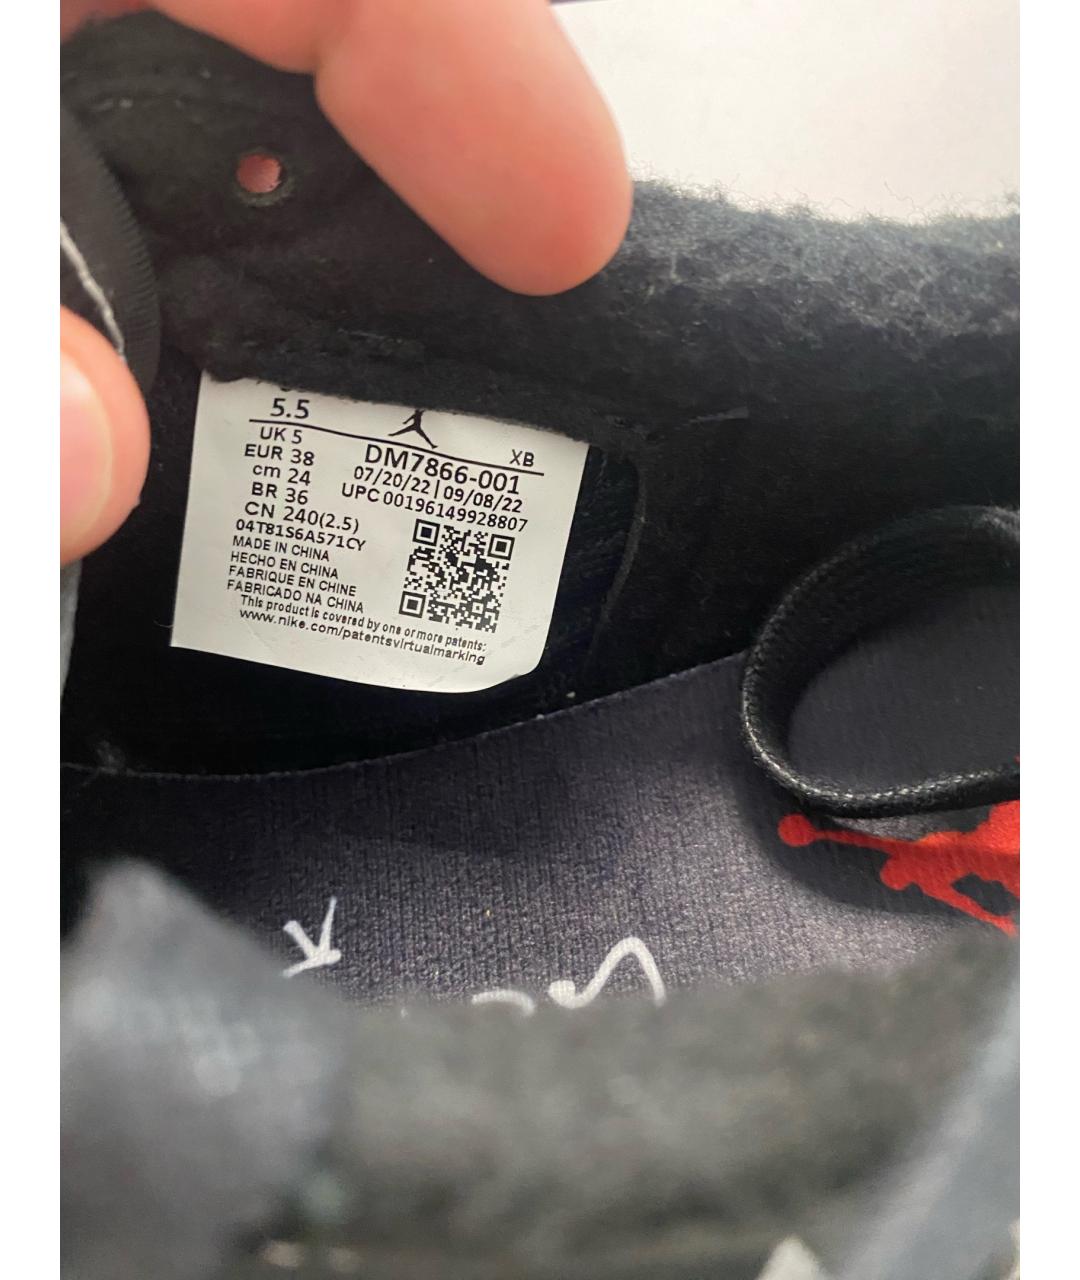 5.5
UK 5
EUR 38
cm 24
BR 36
CN 240(2.5)
04T81S6A571CY
MADE IN CHINA
HECHO EN CHINA
FABRIQUE EN CHINE
FABRICADO NA CHINA
This product is covered by one or more patents:
www.nike.com/patentsvirtualmarking
XB
DM7866-001
07/20/22 | 09/08/22
UPC 00196149928807